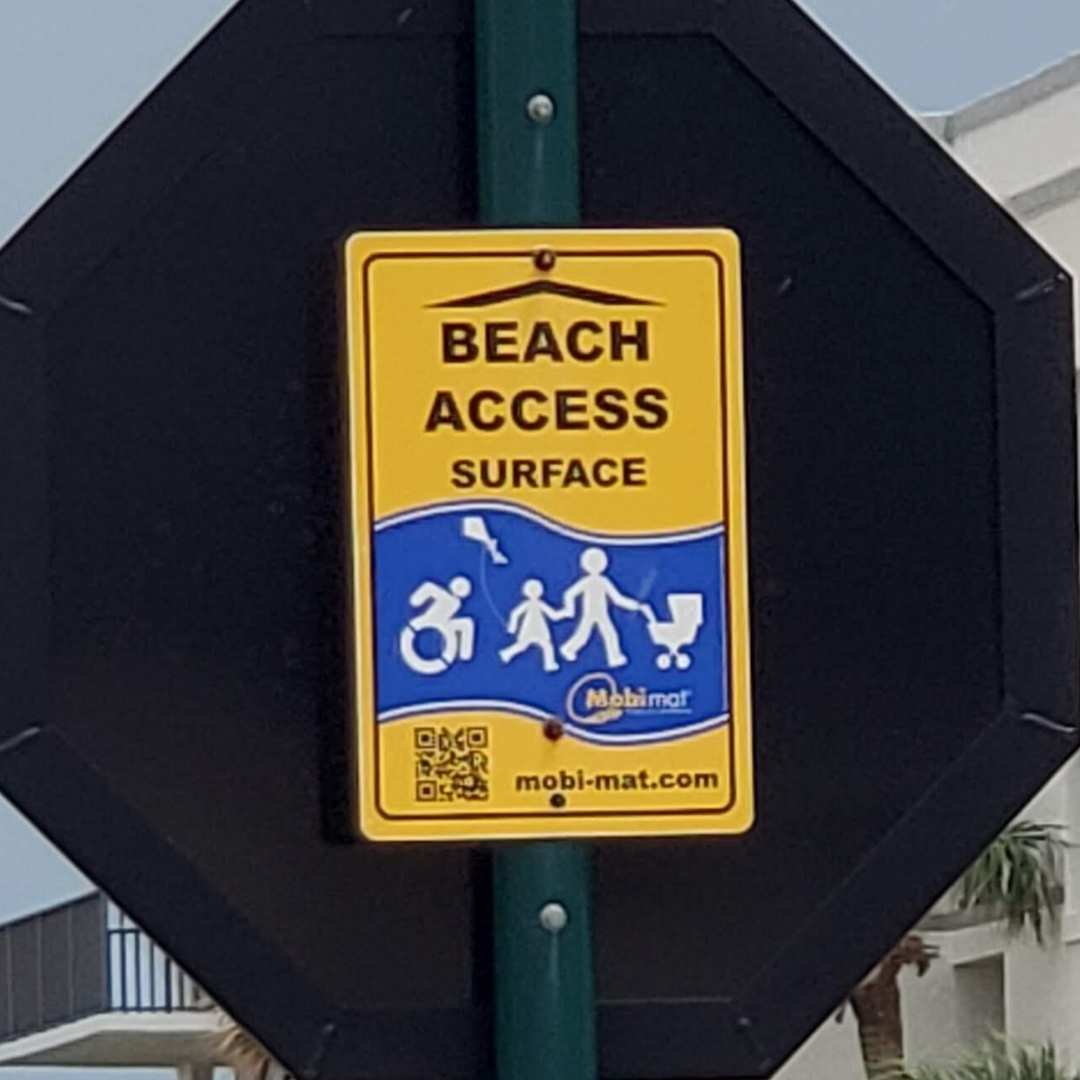 BEACH
ACCESS
SURFACE
Mobimat
mobi-mat.com